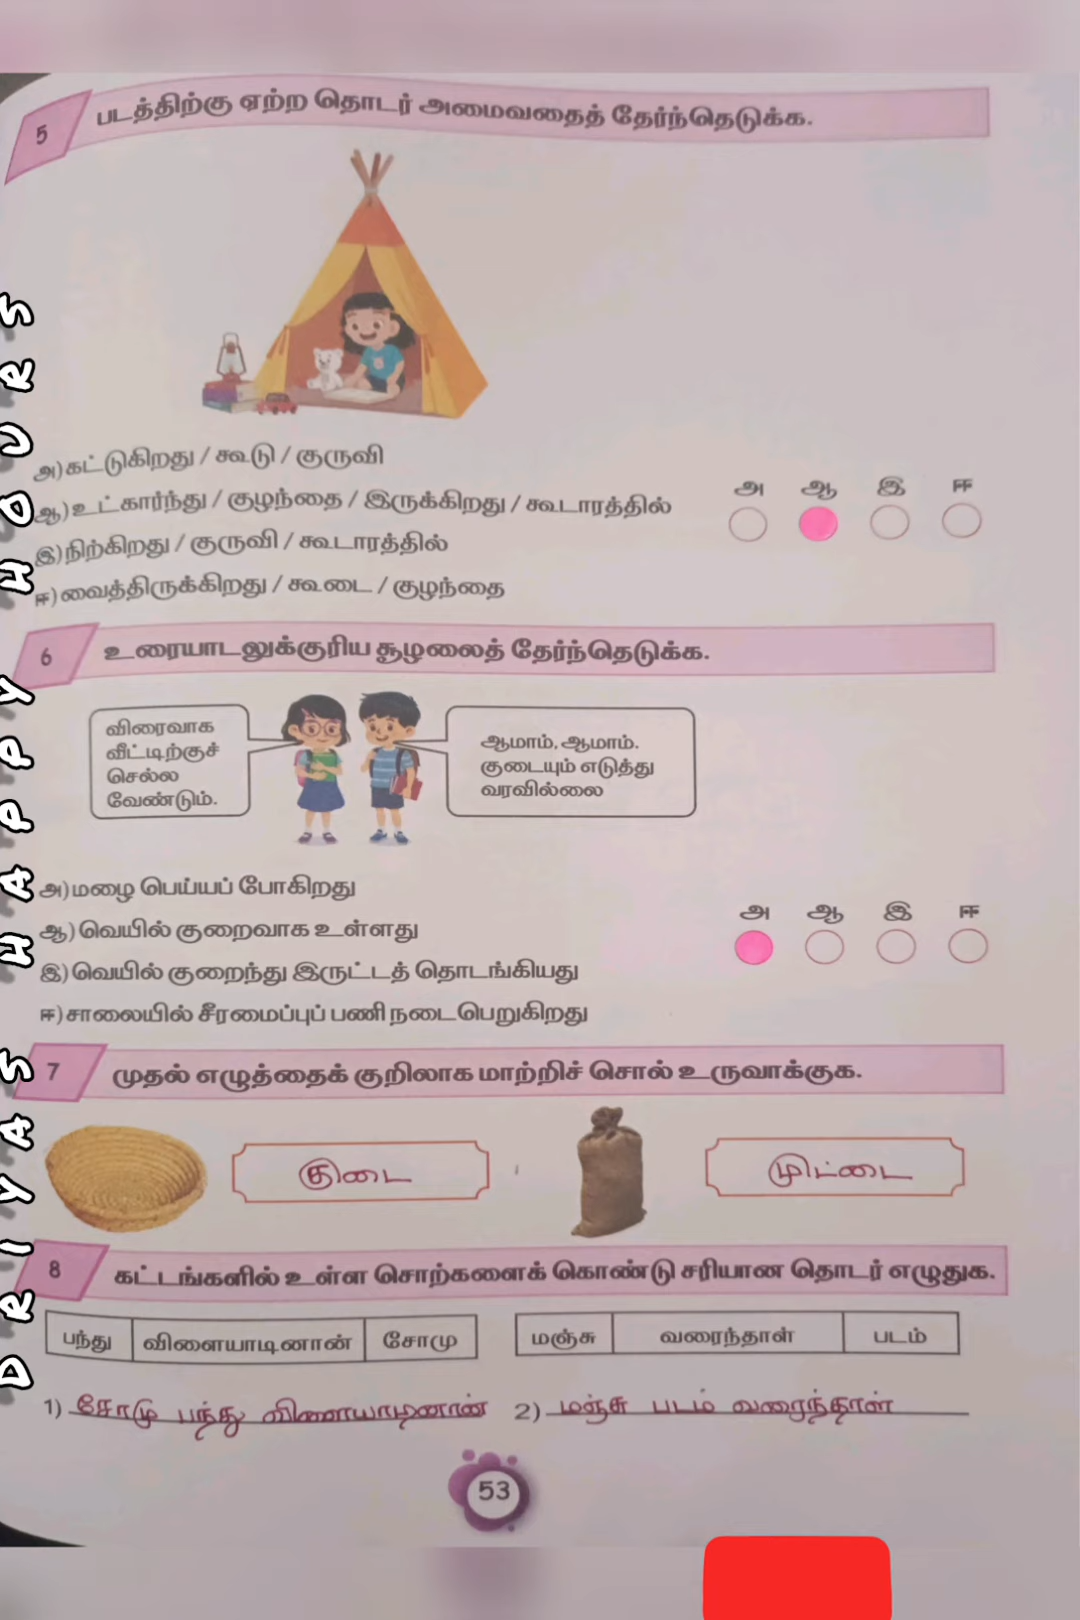 5 படத்திற்கு ஏற்ற தொடர் அமைவதைத் தேர்ந்தெடுக்க.
அ) கட்டுகிறது / கூடு / குருவி
ஆ) உட்கார்ந்து / குழந்தை / இருக்கிறது / கூடாரத்தில்
இ) நிற்கிறது / குருவி / கூடாரத்தில்
ஈ) வைத்திருக்கிறது / கூடை / குழந்தை
அ ஆ இ ஈ
6 உரையாடலுக்குரிய சூழலைத் தேர்ந்தெடுக்க.
விரைவாக
வீட்டிற்குச்
செல்ல
வேண்டும்.
ஆமாம், ஆமாம்.
குடையும் எடுத்து
வரவில்லை
அ) மழை பெய்யப் போகிறது
ஆ) வெயில் குறைவாக உள்ளது
இ) வெயில் குறைந்து இருட்டத் தொடங்கியது
ஈ) சாலையில் சீரமைப்புப் பணி நடைபெறுகிறது
அ ஆ இ ஈ
7 முதல் எழுத்தைக் குறிலாக மாற்றிச் சொல் உருவாக்குக.
குடை
முட்டை
8 கட்டங்களில் உள்ள சொற்களைக் கொண்டு சரியான தொடர் எழுதுக.
பந்து விளையாடினான் சோமு
மஞ்சு வரைந்தாள் படம்
1) சோமு பந்து விளையாடினான்
2) மஞ்சு படம் வரைந்தாள்
53
PRIYAS HAPPY HOURS